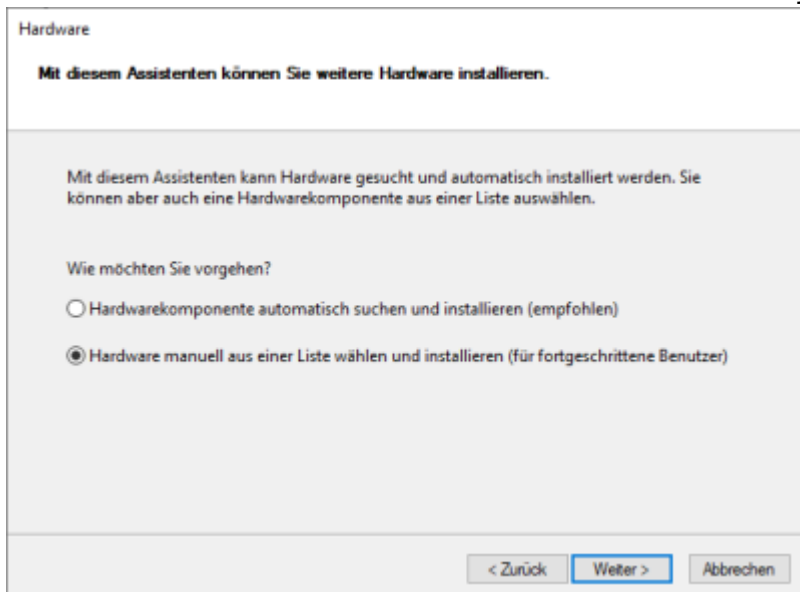 Hardware
Mit diesem Assistenten können Sie weitere Hardware installieren.
Mit diesem Assistenten kann Hardware gesucht und automatisch installiert werden. Sie
können aber auch eine Hardwarekomponente aus einer Liste auswählen.
Wie möchten Sie vorgehen?
Hardwarekomponente automatisch suchen und installieren (empfohlen)
Hardware manuell aus einer Liste wählen und installieren (für fortgeschrittene Benutzer)
< Zurück Weiter > Abbrechen